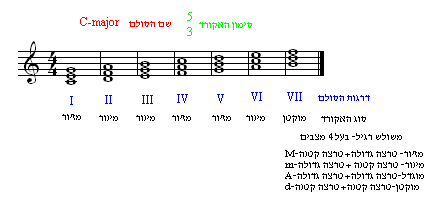 C-major שם הסולם 5 3 סימון האקורד
4 4
I II III IV V VI VII דרגות הסולם
מז'ור מינור מינור מז'ור מז'ור מינור מוקטן סוג האקורד
משולש רגיל- בעל 4 מצבים
מז'ור- טרצה גדולה+טרצה קטנה-M
מינור- טרצה קטנה +טרצה גדולה-m
מוגדל-טרצה גדולה+טרצה גדולה-A
מוקטן-טרצה קטנה+טרצה קטנה-d